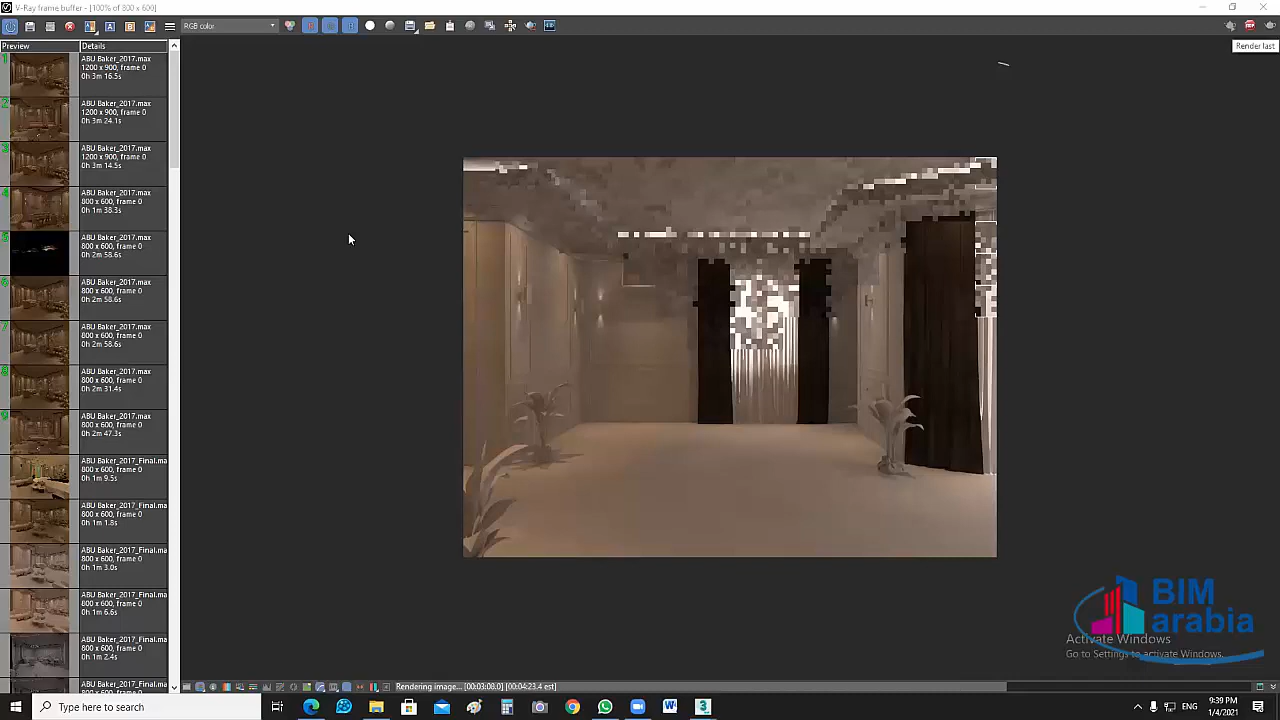 V-Ray frame buffer - [100% of 800 x 600]
RGB color
Render last
Preview
Details
1
ABU Baker_2017.max
1200 x 900, frame 0
0h 3m 16.5s
2
ABU Baker_2017.max
1200 x 900, frame 0
0h 3m 24.1s
3
ABU Baker_2017.max
1200 x 900, frame 0
0h 3m 14.5s
4
ABU Baker_2017.max
800 x 600, frame 0
0h 1m 38.3s
5
ABU Baker_2017.max
800 x 600, frame 0
0h 2m 58.6s
6
ABU Baker_2017.max
800 x 600, frame 0
0h 2m 58.6s
7
ABU Baker_2017.max
800 x 600, frame 0
0h 2m 58.6s
8
ABU Baker_2017.max
800 x 600, frame 0
0h 2m 31.4s
9
ABU Baker_2017.max
800 x 600, frame 0
0h 2m 47.3s
ABU Baker_2017_Final.ma
800 x 600, frame 0
0h 1m 9.5s
ABU Baker_2017_Final.ma
800 x 600, frame 0
0h 1m 1.8s
ABU Baker_2017_Final.ma
800 x 600, frame 0
0h 1m 3.0s
ABU Baker_2017_Final.ma
800 x 600, frame 0
0h 1m 6.6s
ABU Baker_2017_Final.ma
800 x 600, frame 0
0h 1m 2.4s
ABU Baker_2017_Final.ma
BIM
arabia
Activate Windows
Go to Settings to activate Windows.
Rendering image... [00:03:08.0] [00:04:23.4 est]
Type here to search
9:39 PM
1/4/2021